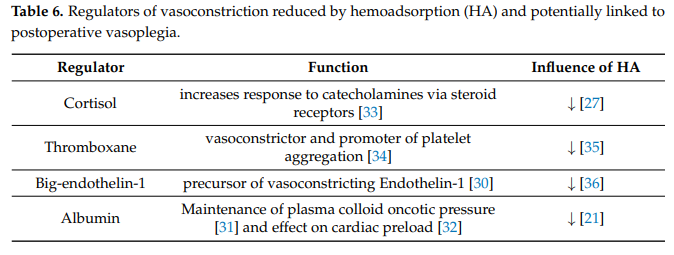 Table 6. Regulators of vasoconstriction reduced by hemoadsorption (HA) and potentially linked to
postoperative vasoplegia.
Regulator Function Influence of HA
Cortisol increases response to catecholamines via steroid receptors [33] ↓ [27]
Thromboxane vasoconstrictor and promoter of platelet aggregation [34] ↓ [35]
Big-endothelin-1 precursor of vasoconstricting Endothelin-1 [30] ↓ [36]
Albumin Maintenance of plasma colloid oncotic pressure [31] and effect on cardiac preload [32] ↓ [21]